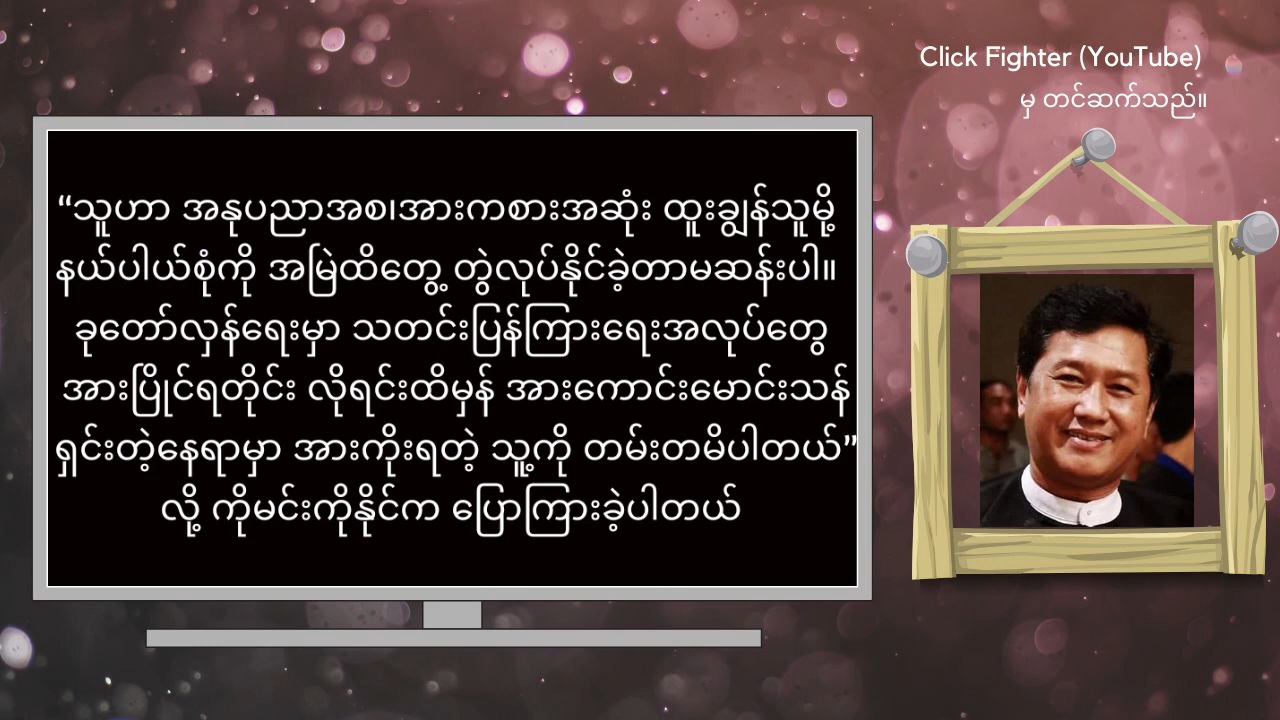 Click Fighter (YouTube)
မှ တင်ဆက်သည်။
“သူဟာ အနုပညာအစ၊အားကစားအဆုံး ထူးချွန်သူမို့
နယ်ပါယ်စုံကို အမြဲထိတွေ့ တွဲလုပ်နိုင်ခဲ့တာမဆန်းပါ။
ခုတော်လှန်ရေးမှာ သတင်းပြန်ကြားရေးအလုပ်တွေ
အားပြိုင်ရတိုင်း လိုရင်းထိမှန် အားကောင်းမောင်းသန်
ရှင်းတဲ့နေရာမှာ အားကိုးရတဲ့ သူ့ကို တမ်းတမိပါတယ်”
လို့ ကိုမင်းကိုနိုင်က ပြောကြားခဲ့ပါတယ်